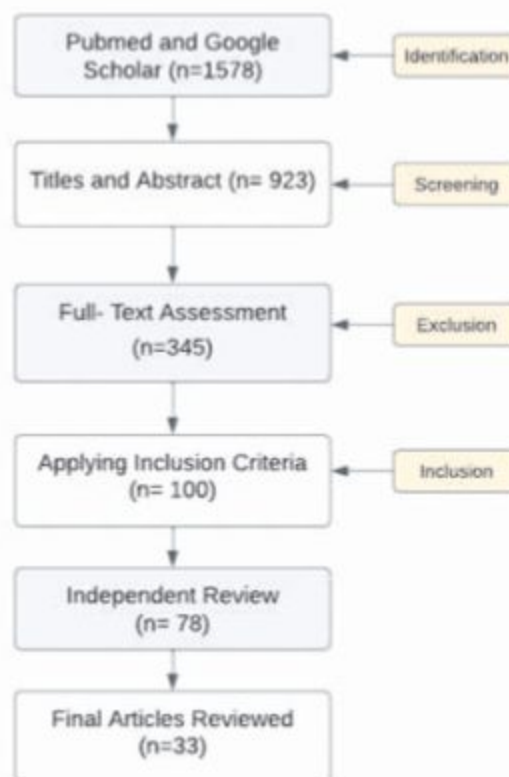 Pubmed and Google
Scholar (n=1578)
Identification
Titles and Abstract (n= 923)
Screening
Full- Text Assessment
(n=345)
Exclusion
Applying Inclusion Criteria
(n= 100)
Inclusion
Independent Review
(n= 78)
Final Articles Reviewed
(n=33)